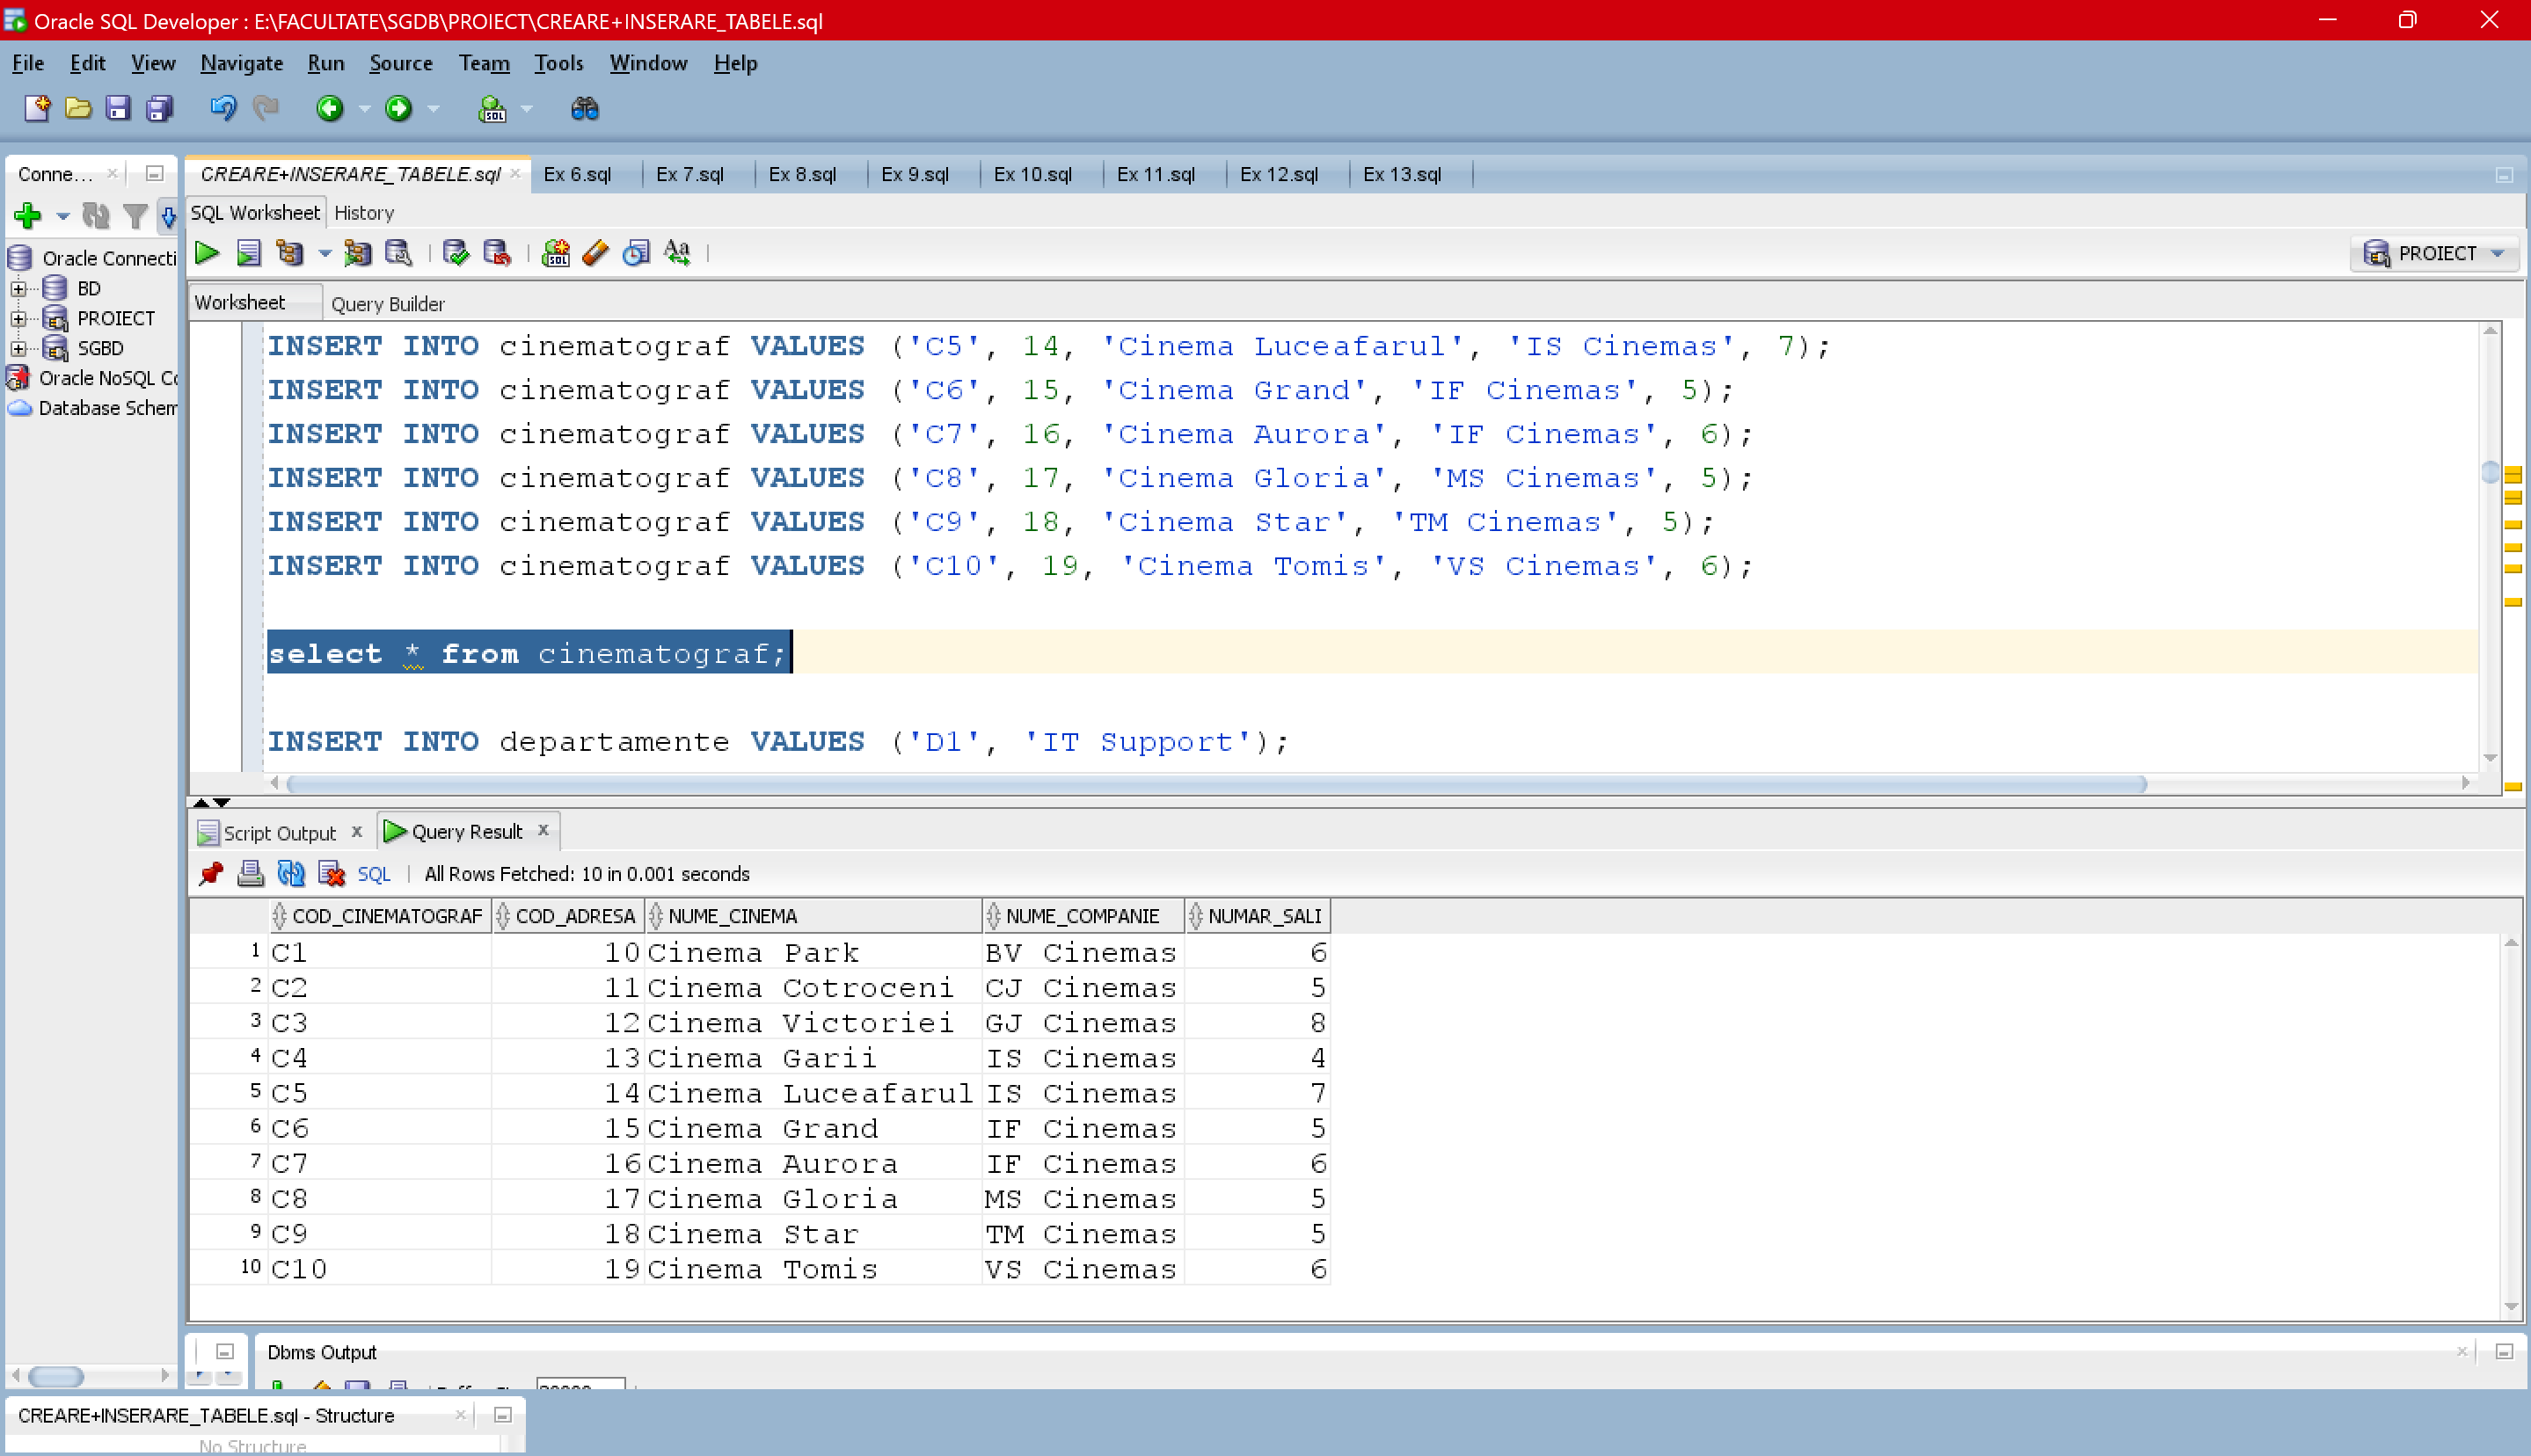 Oracle SQL Developer : E:\FACULTATE\SGDB\PROIECT\CREARE+INSERARE_TABELE.sql
File Edit View Navigate Run Source Team Tools Window Help
Conne...
CREARE+INSERARE_TABELE.sql Ex 6.sql Ex 7.sql Ex 8.sql Ex 9.sql Ex 10.sql Ex 11.sql Ex 12.sql Ex 13.sql
SQL Worksheet History
PROIECT
Oracle Connecti
BD
PROIECT
SGBD
Oracle NoSQL Co
Database Schem
Worksheet Query Builder
INSERT INTO cinematograf VALUES ('C5', 14, 'Cinema Luceafarul', 'IS Cinemas', 7);
INSERT INTO cinematograf VALUES ('C6', 15, 'Cinema Grand', 'IF Cinemas', 5);
INSERT INTO cinematograf VALUES ('C7', 16, 'Cinema Aurora', 'IF Cinemas', 6);
INSERT INTO cinematograf VALUES ('C8', 17, 'Cinema Gloria', 'MS Cinemas', 5);
INSERT INTO cinematograf VALUES ('C9', 18, 'Cinema Star', 'TM Cinemas', 5);
INSERT INTO cinematograf VALUES ('C10', 19, 'Cinema Tomis', 'VS Cinemas', 6);
select * from cinematograf;
INSERT INTO departamente VALUES ('D1', 'IT Support');
Script Output x Query Result x
SQL | All Rows Fetched: 10 in 0.001 seconds
COD_CINEMATOGRAF COD_ADRESA NUME_CINEMA NUME_COMPANIE NUMAR_SALI
1 C1 10 Cinema Park BV Cinemas 6
2 C2 11 Cinema Cotroceni CJ Cinemas 5
3 C3 12 Cinema Victoriei GJ Cinemas 8
4 C4 13 Cinema Garii IS Cinemas 4
5 C5 14 Cinema Luceafarul IS Cinemas 7
6 C6 15 Cinema Grand IF Cinemas 5
7 C7 16 Cinema Aurora IF Cinemas 6
8 C8 17 Cinema Gloria MS Cinemas 5
9 C9 18 Cinema Star TM Cinemas 5
10 C10 19 Cinema Tomis VS Cinemas 6
Dbms Output
CREARE+INSERARE_TABELE.sql - Structure
No Structure